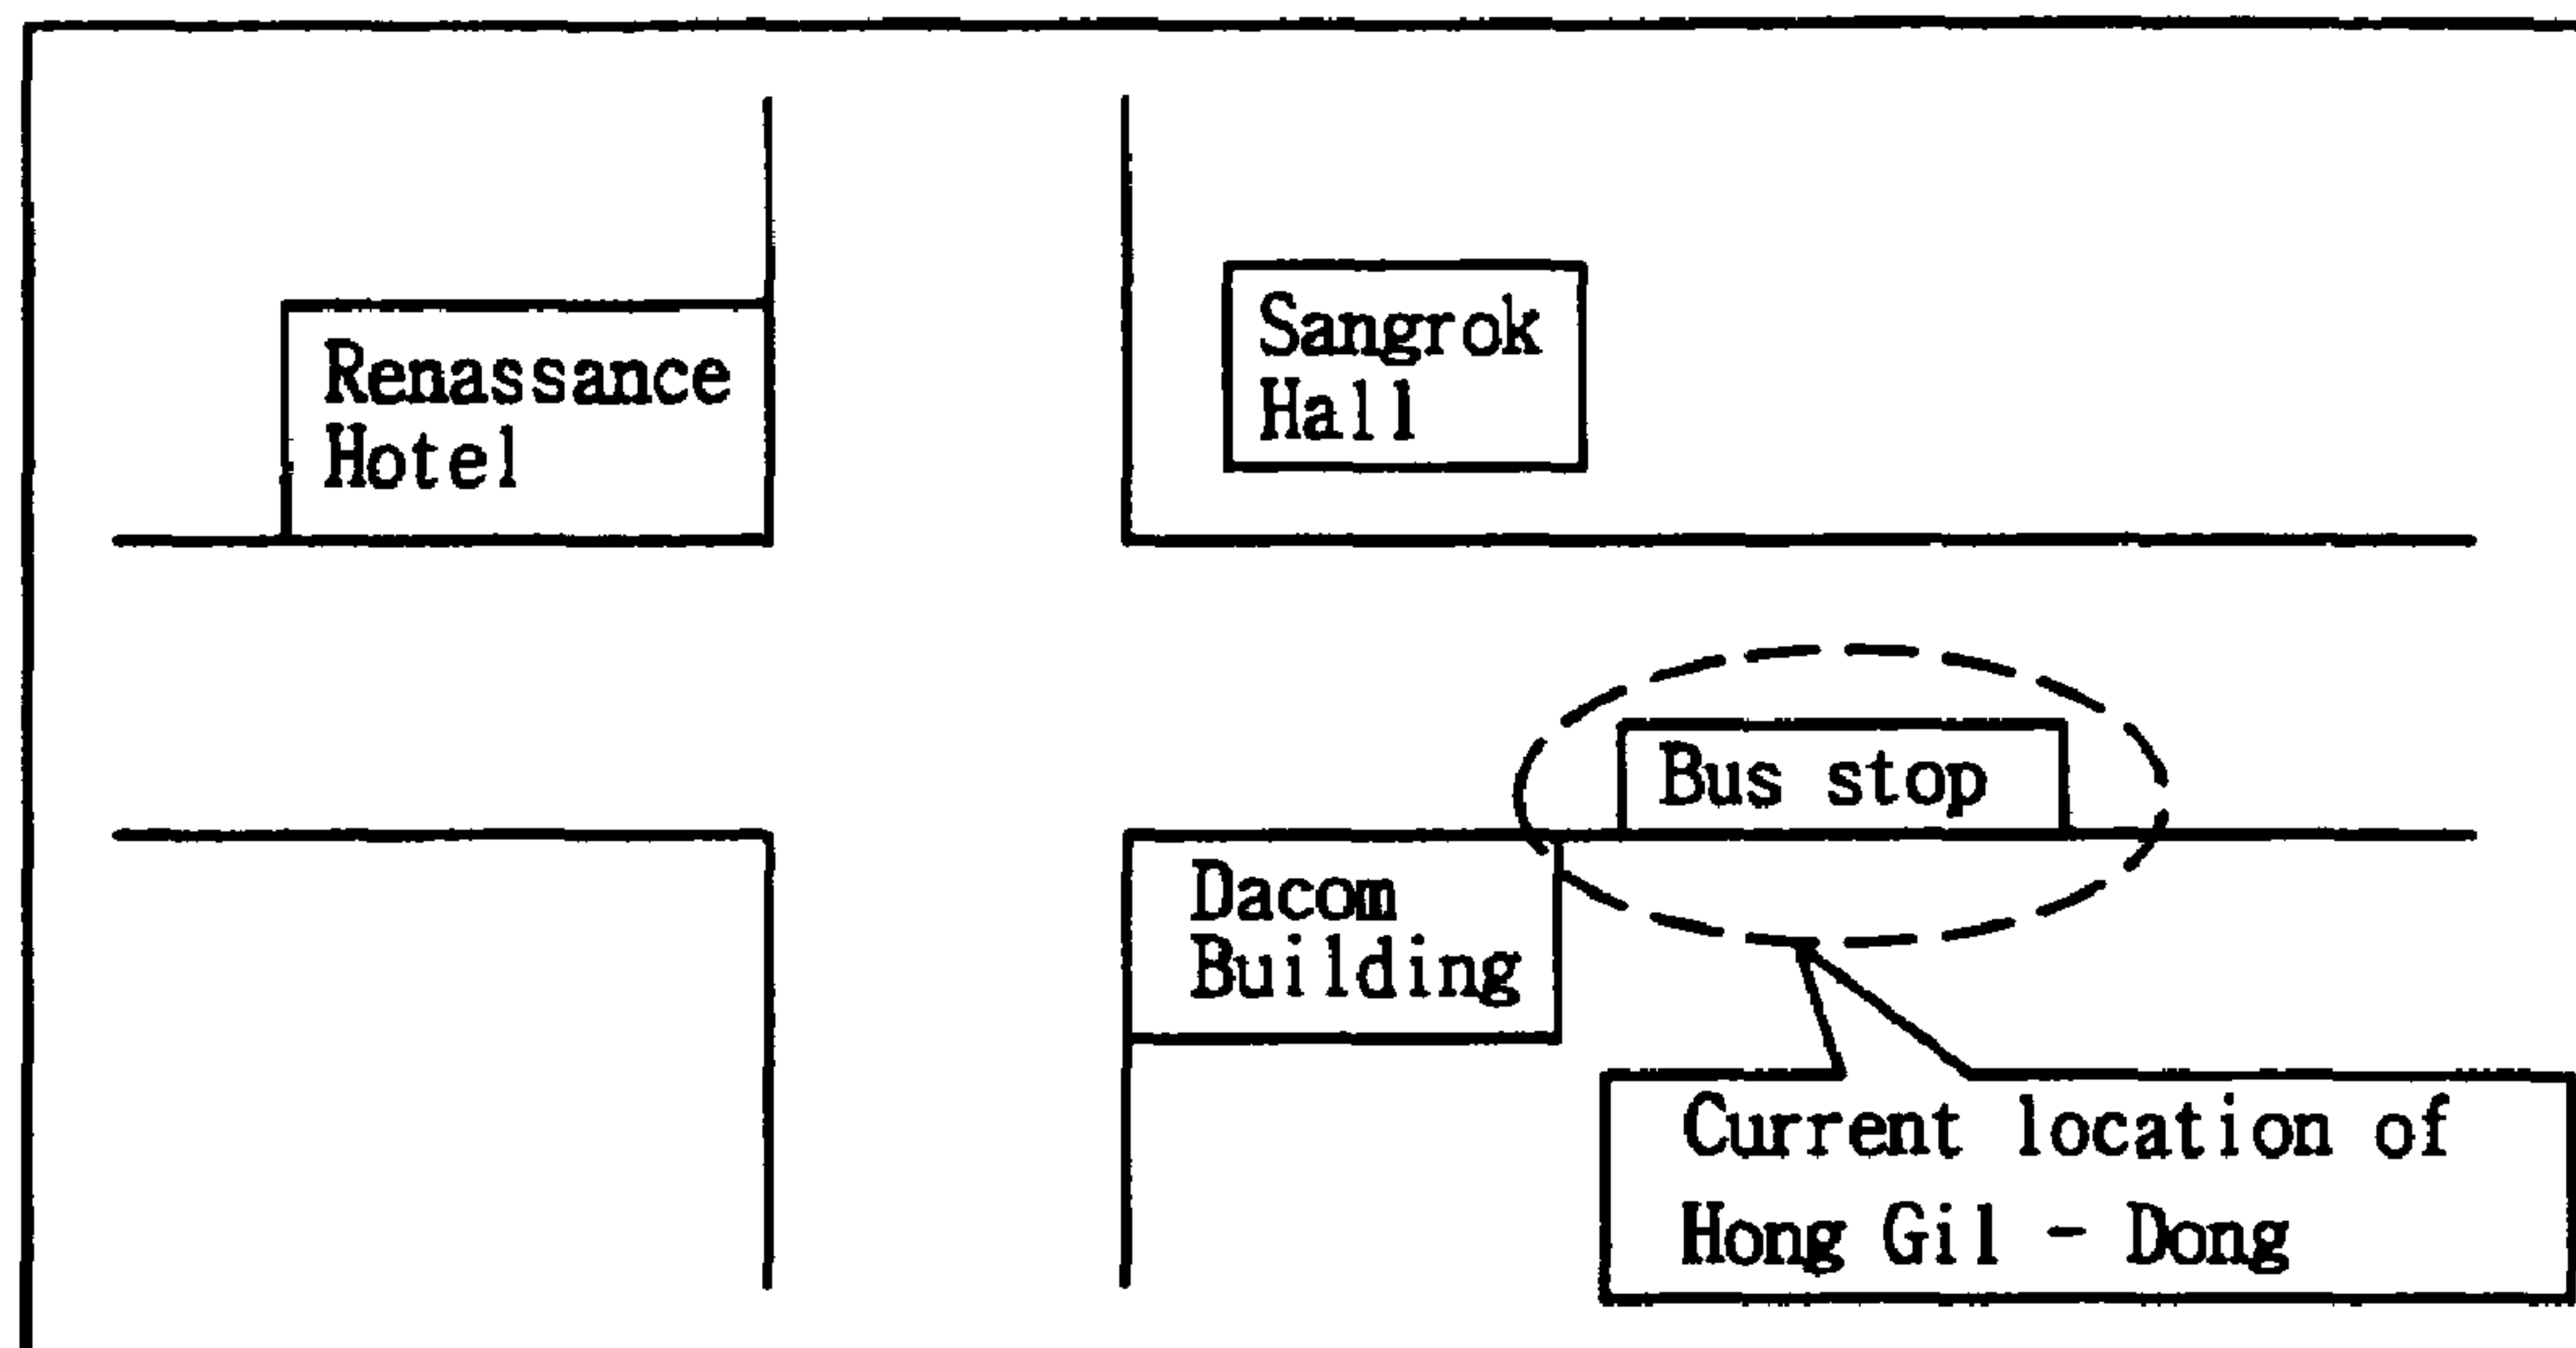 Renassance
Hotel
Sangrok
Hall
Bus stop
Dacom
Building
Current location of
Hong Gil - Dong